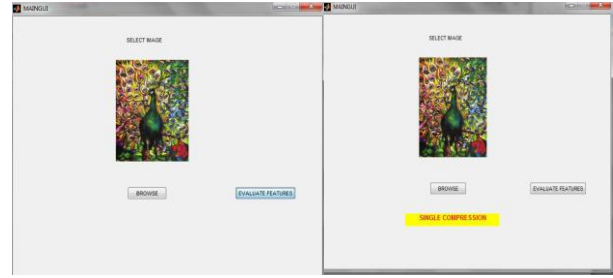 MAINGUI
SELECT IMAGE
BROWSE
EVALUATE FEATURES
MAINGUI
SELECT IMAGE
BROWSE
EVALUATE FEATURES
SINGLE COMPRESSION